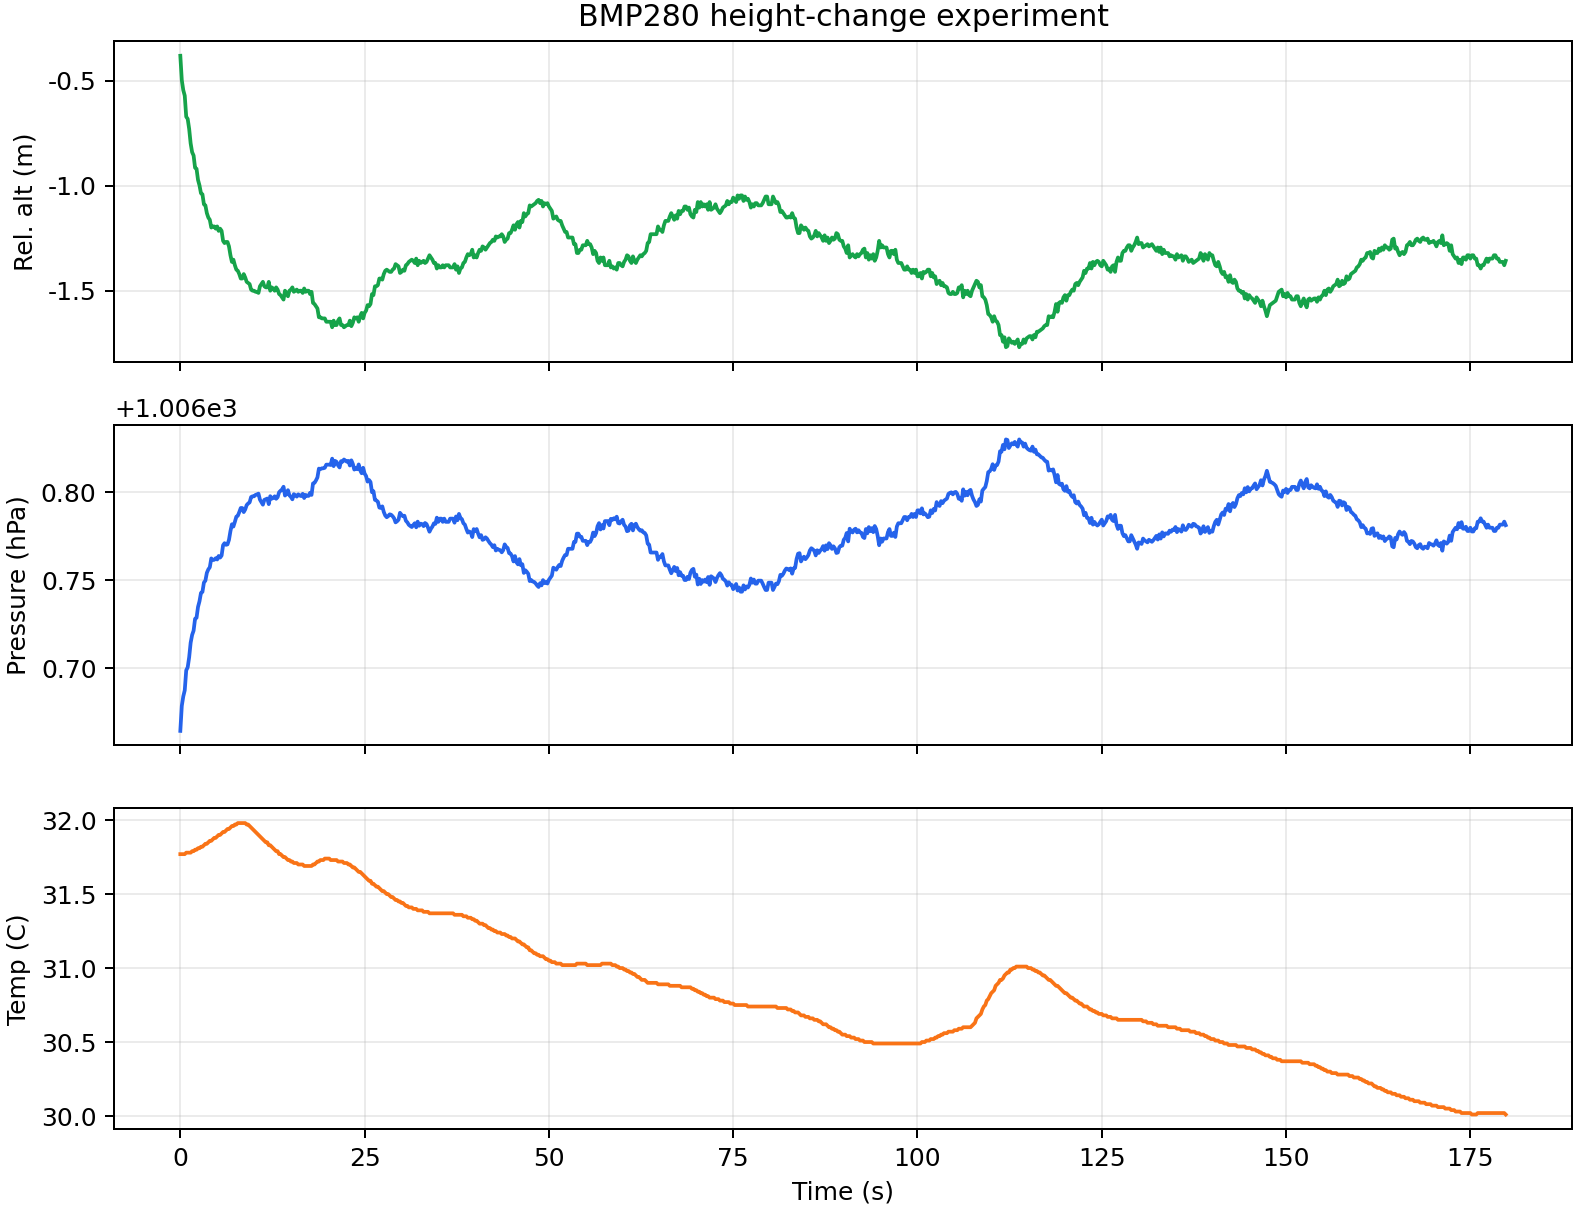 BMP280 height-change experiment
Rel. alt (m)
-0.5
-1.0
-1.5
+1.006e3
Pressure (hPa)
0.80
0.75
0.70
Temp (C)
32.0
31.5
31.0
30.5
30.0
0 25 50 75 100 125 150 175
Time (s)